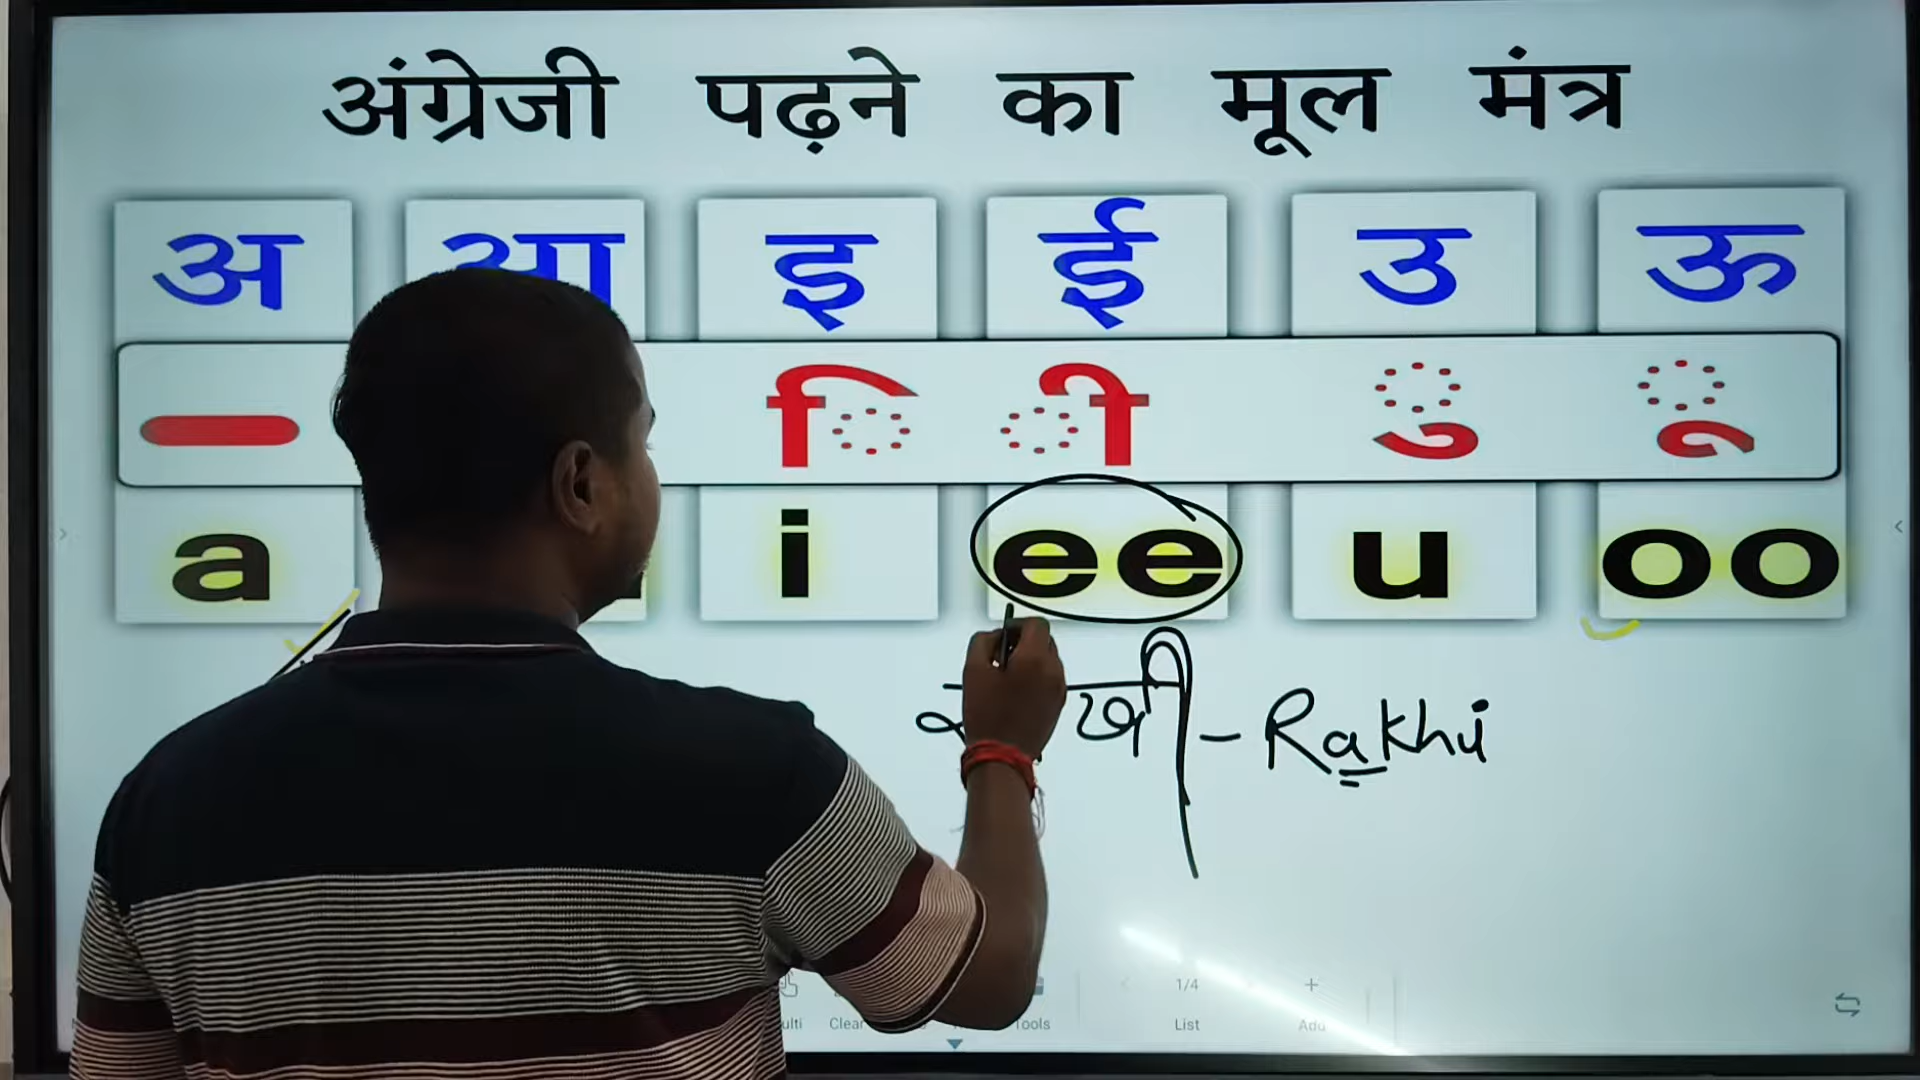 अंग्रेजी पढ़ने का मूल मंत्र
अ आ इ ई उ ऊ
ि ी ु ू
a i ee u oo
- Rakhi
Clear Tools 1/4 List Add